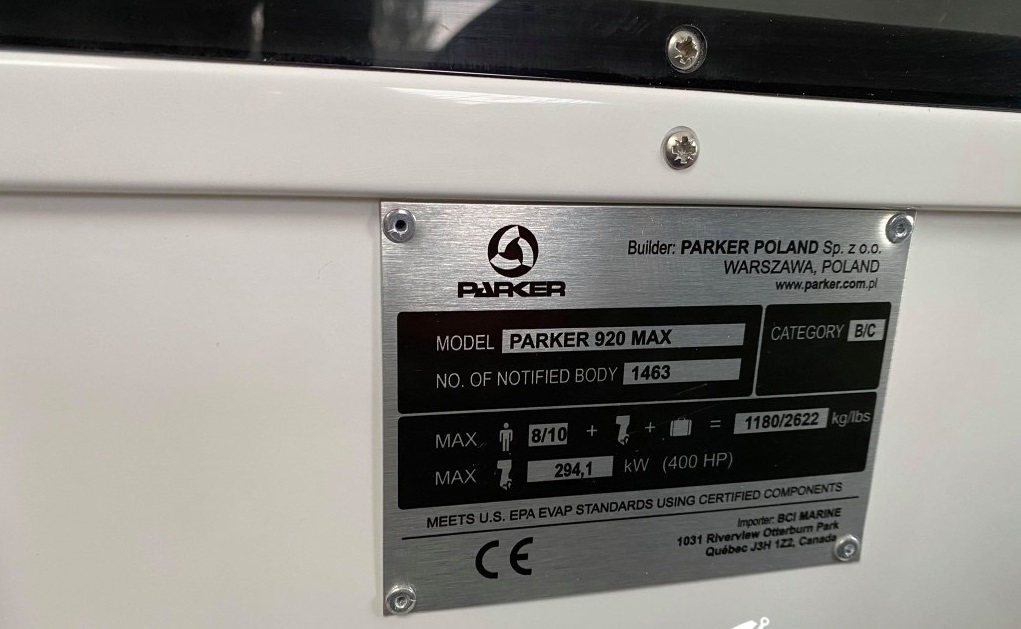 PARKER
Builder: PARKER POLAND Sp. z o.o.
WARSZAWA, POLAND
www.parker.com.pl
MODEL PARKER 920 MAX
CATEGORY B/C
NO. OF NOTIFIED BODY 1463
MAX 8/10 + + = 1180/2622 kg/lbs
MAX 294,1 kW (400 HP)
MEETS U.S. EPA EVAP STANDARDS USING CERTIFIED COMPONENTS
CE
Importer: BCI MARINE
1031 Riverview Otterburn Park
Québec J3H 1Z2, Canada